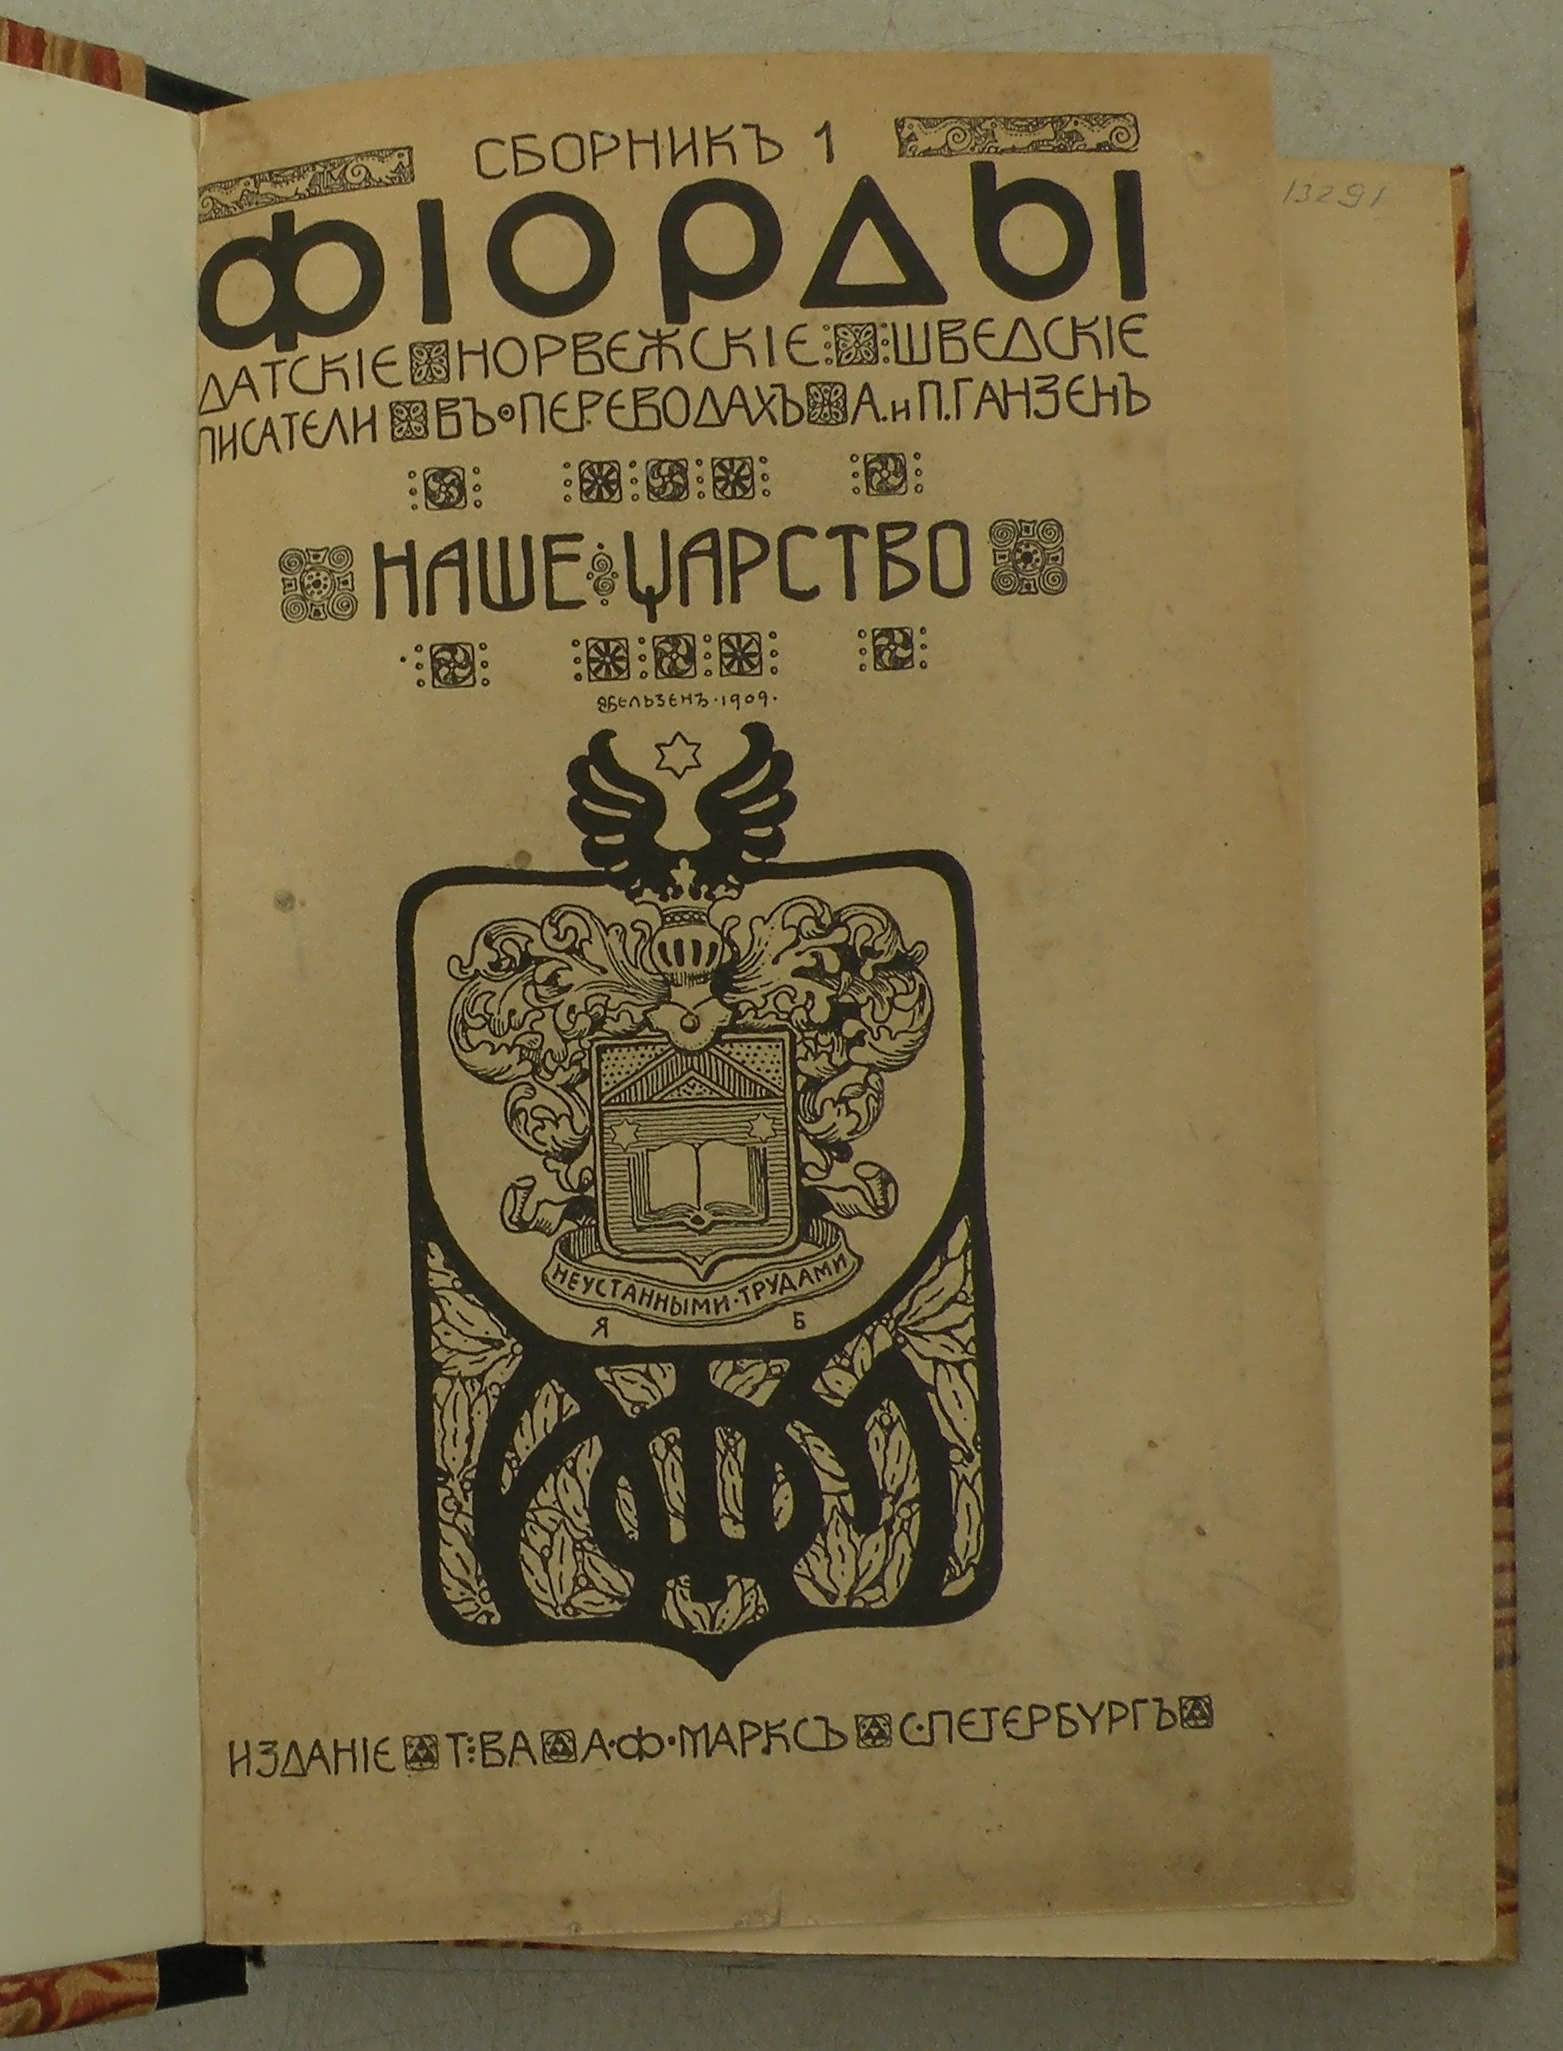 СБОРНИКЪ 1
ФІОРДЫ
ДАТСКІЕ НОРВЕЖСКІЕ: :ШВЕДСКІЕ
ПИСАТЕЛИ ВЪ ПЕРЕВОДАХЪ А.и П.ГАНЗЕНЪ
НАШЕ ЦАРСТВО
ЯБЕЛЬЗЕНЪ·1909·
НЕУСТАННЫМИ·ТРУДАМИ
Я Б
ИЗДАНІЕ Т:ВА А·Ф·МАРКСЪ С·ПЕТЕРБУРГЪ
13291